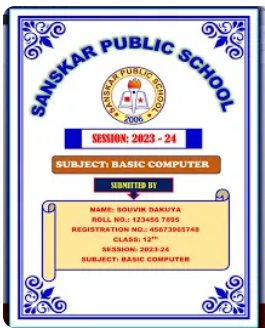 SANSKAR PUBLIC SCHOOL
SANSKAR PUBLIC SCHOOL
2006
SESSION: 2023 - 24
SUBJECT: BASIC COMPUTER
SUBMITTED BY
NAME: SOUVIK DAKUYA
ROLL NO.: 123456 7895
REGISTRATION NO.: 45673965748
CLASS: 12TH
SESSION: 2023-24
SUBJECT: BASIC COMPUTER